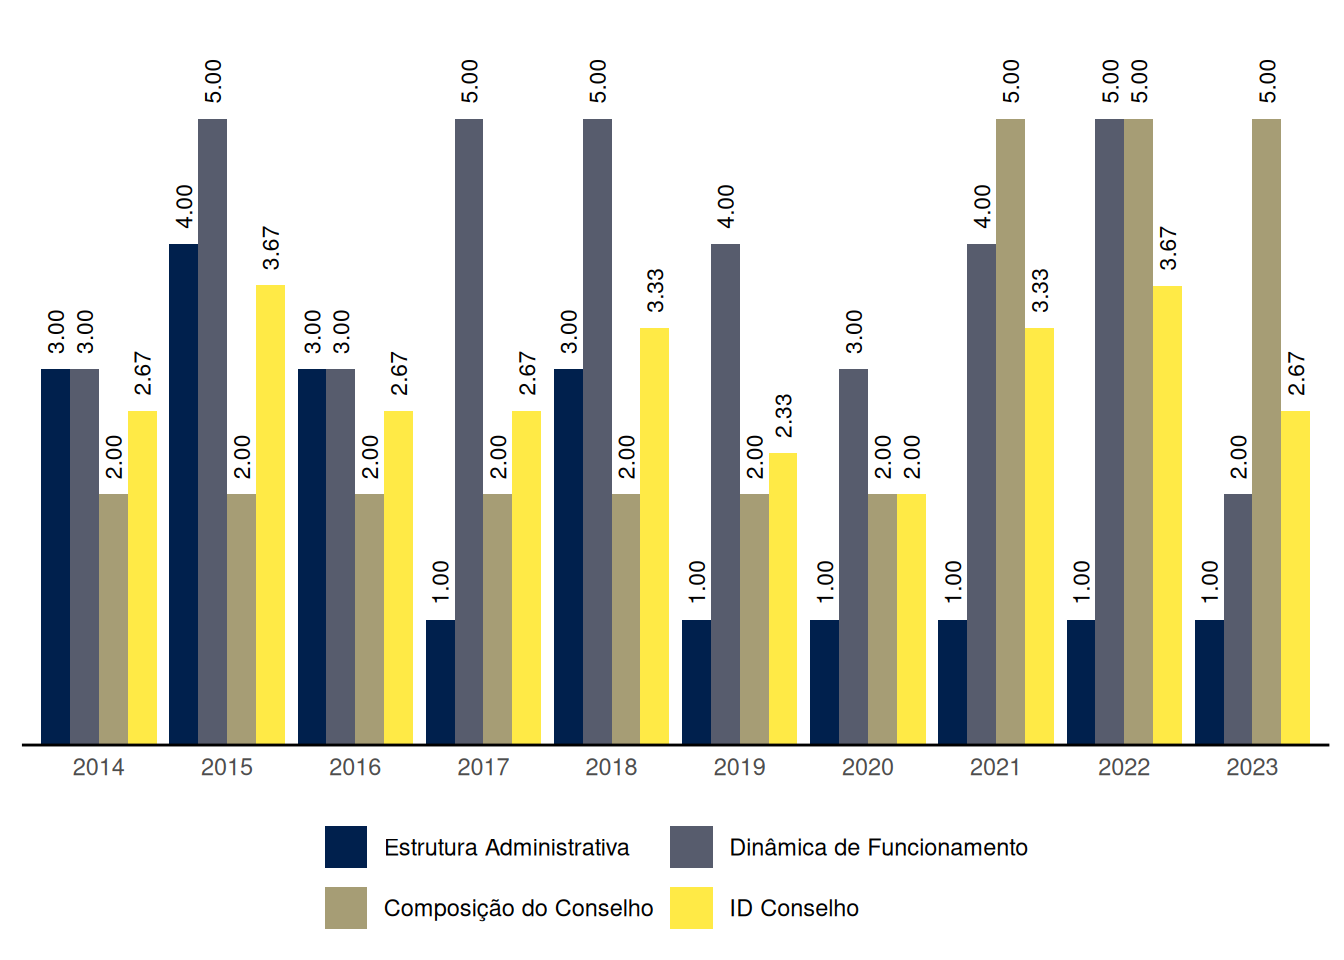 3.00 3.00 2.00 2.67 4.00 5.00 2.00 3.67 3.00 3.00 2.00 2.67 1.00 5.00 2.00 2.67 3.00 5.00 2.00 3.33 1.00 4.00 2.00 2.33 1.00 3.00 2.00 2.00 1.00 4.00 5.00 3.33 1.00 5.00 5.00 3.67 1.00 2.00 5.00 2.67
2014 2015 2016 2017 2018 2019 2020 2021 2022 2023
Estrutura Administrativa Dinâmica de Funcionamento
Composição do Conselho ID Conselho